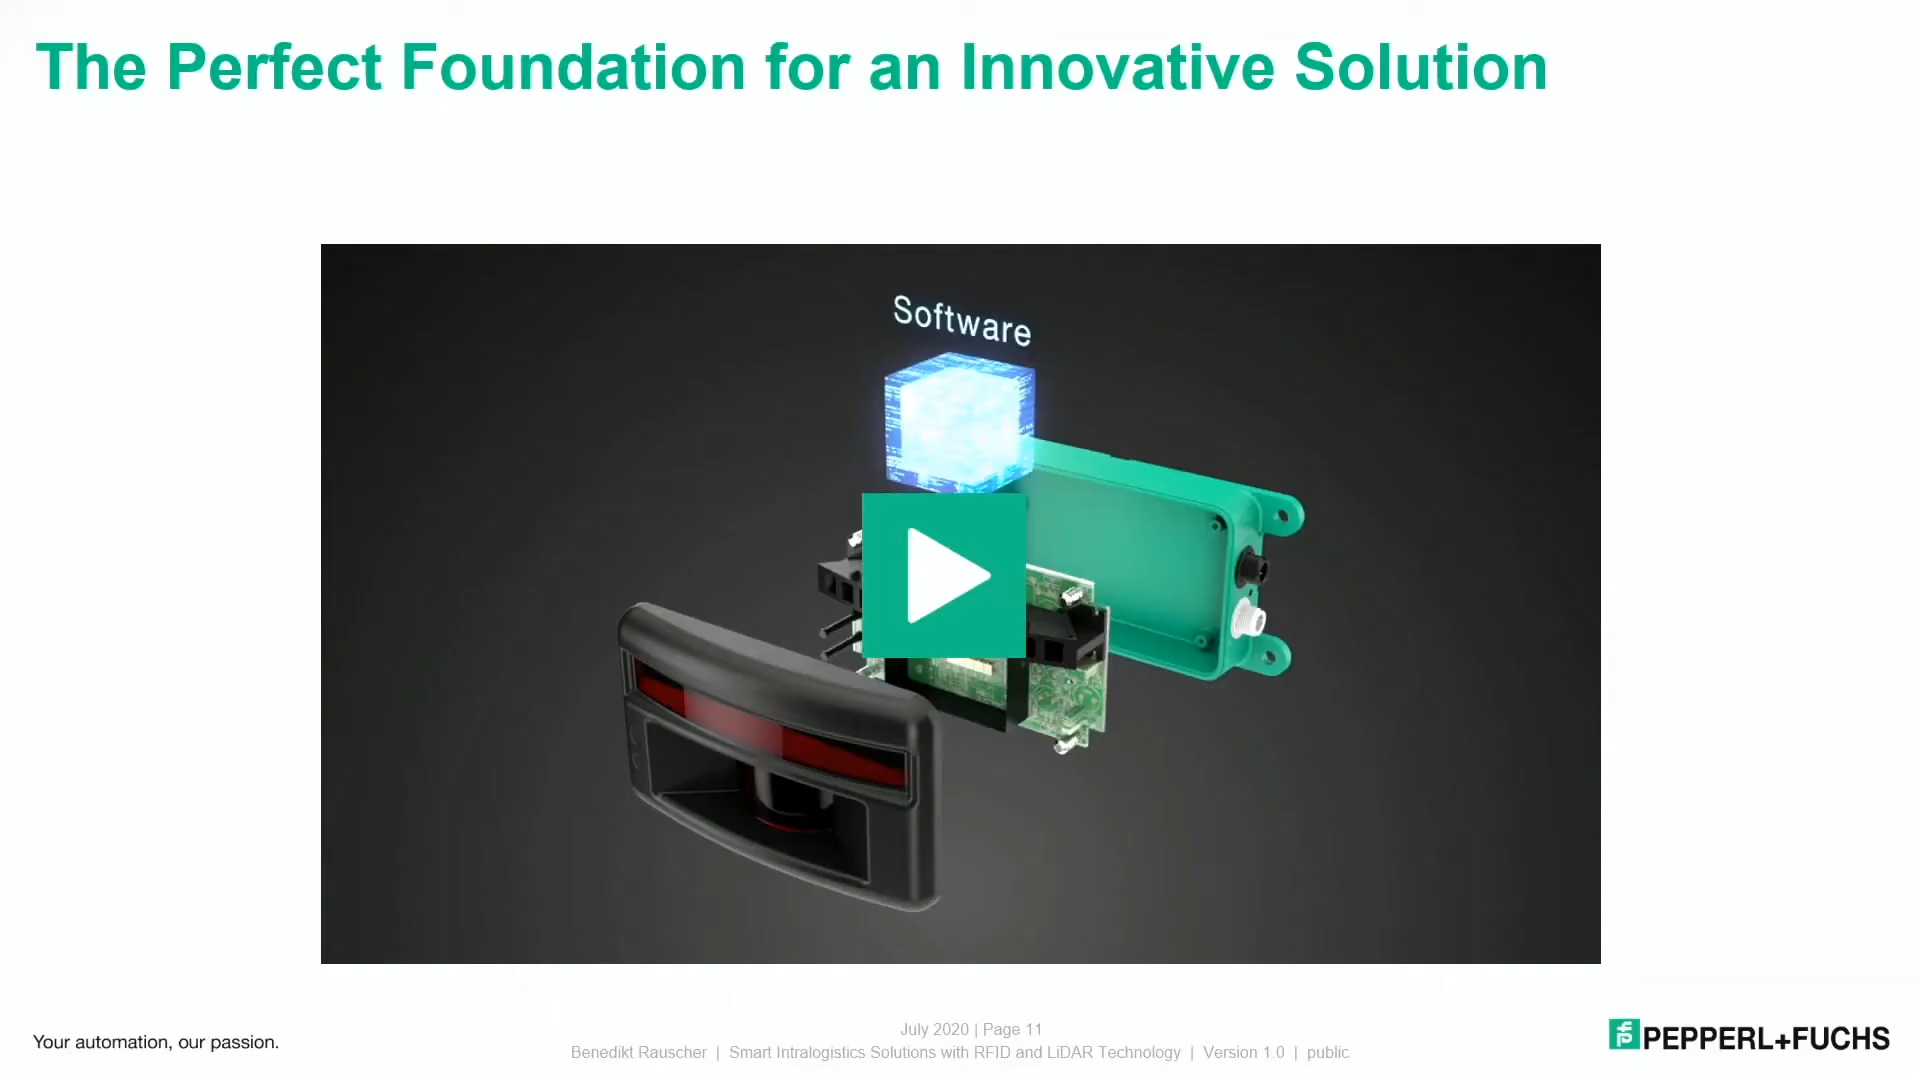 The Perfect Foundation for an Innovative Solution
Software
Your automation, our passion.
July 2020 | Page 11
Benedikt Rauscher | Smart Intralogistics Solutions with RFID and LiDAR Technology | Version 1.0 | public
PEPPERL+FUCHS